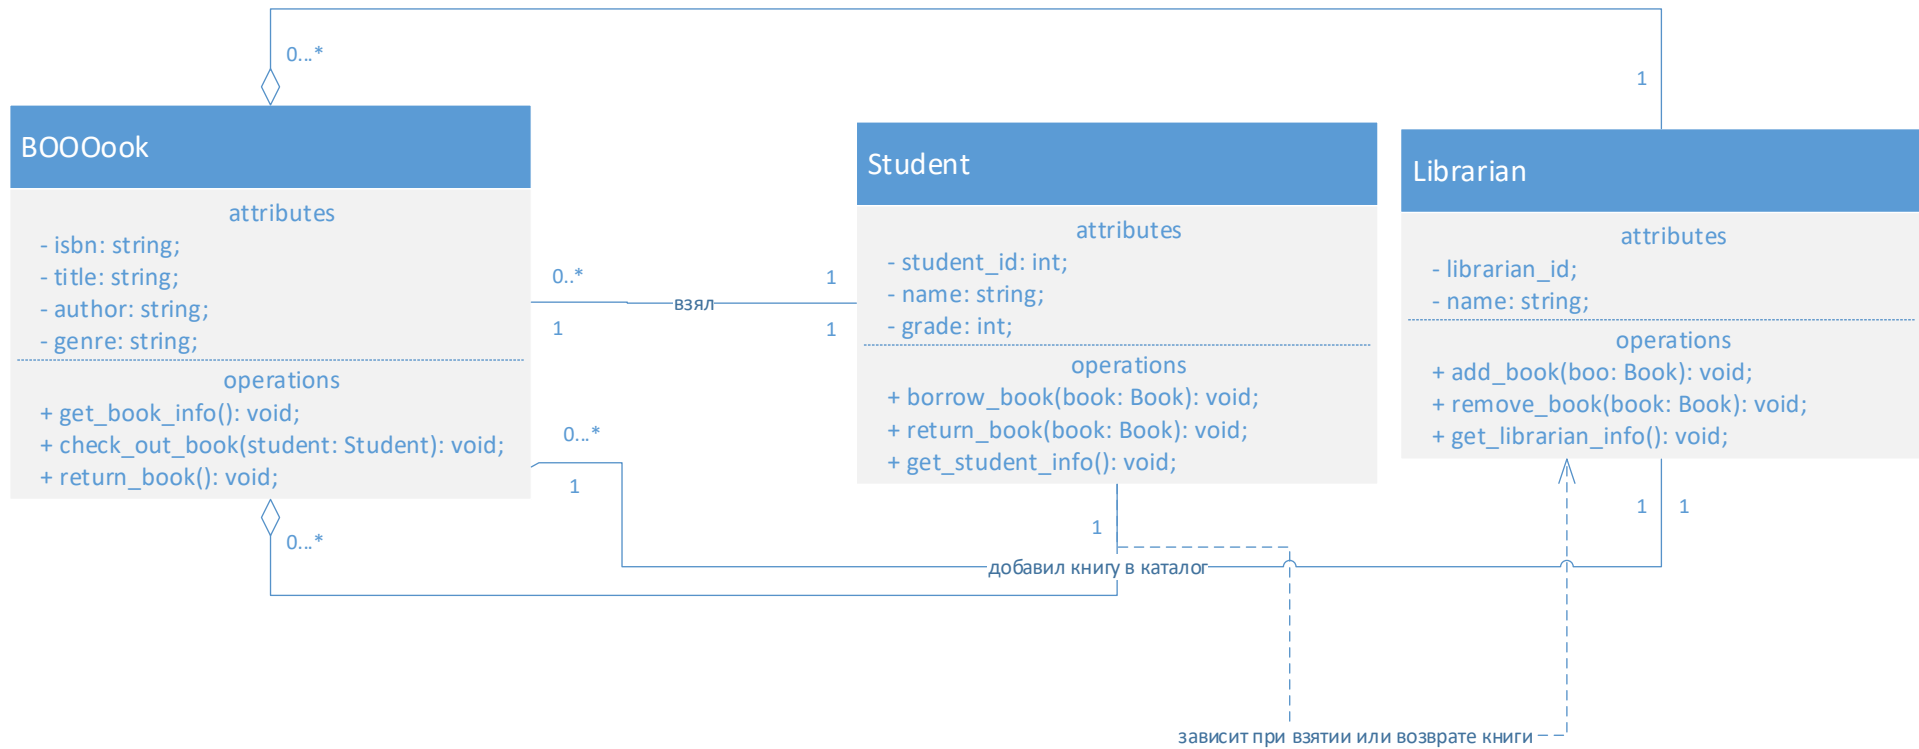 0...*
1
BOOOook
attributes
- isbn: string;
- title: string;
- author: string;
- genre: string;
operations
+ get_book_info(): void;
+ check_out_book(student: Student): void;
+ return_book(): void;
0..*
1
взял
1
1
Student
attributes
- student_id: int;
- name: string;
- grade: int;
operations
+ borrow_book(book: Book): void;
+ return_book(book: Book): void;
+ get_student_info(): void;
Librarian
attributes
- librarian_id;
- name: string;
operations
+ add_book(boo: Book): void;
+ remove_book(book: Book): void;
+ get_librarian_info(): void;
0...*
1
0...*
1
1
1
добавил книгу в каталог
зависит при взятии или возврате книги